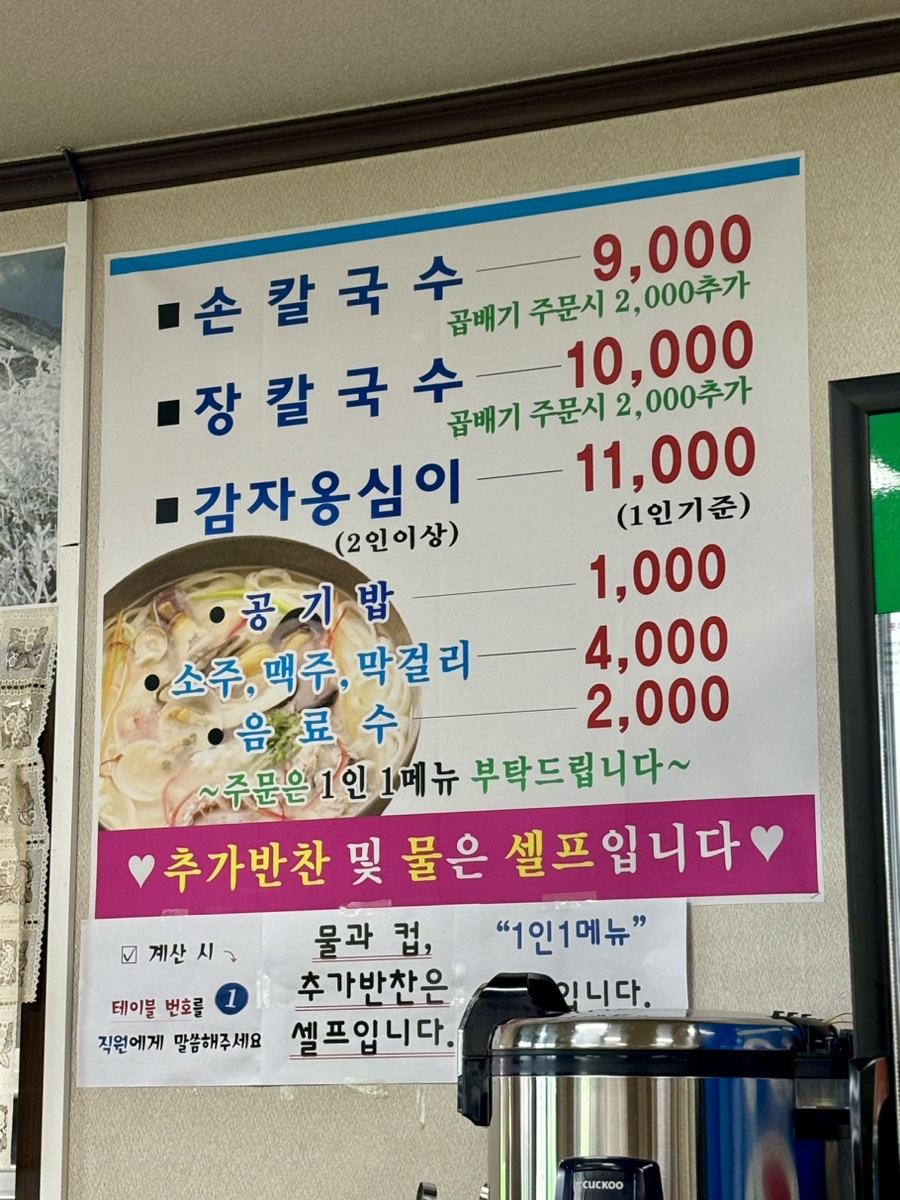 ■ 손칼국수 9,000
곱배기 주문시 2,000추가
■ 장칼국수 10,000
곱배기 주문시 2,000추가
■ 감자옹심이 11,000
(2인이상) (1인기준)
● 공기밥 1,000
● 소주,맥주,막걸리 4,000
● 음료수 2,000
~주문은 1인 1메뉴 부탁드립니다~
♥추가반찬 및 물은 셀프입니다♥
☑ 계산 시
테이블 번호를 1
직원에게 말씀해주세요
물과 컵,
추가반찬은
셀프입니다.
“1인1메뉴”
입니다.
CUCKOO